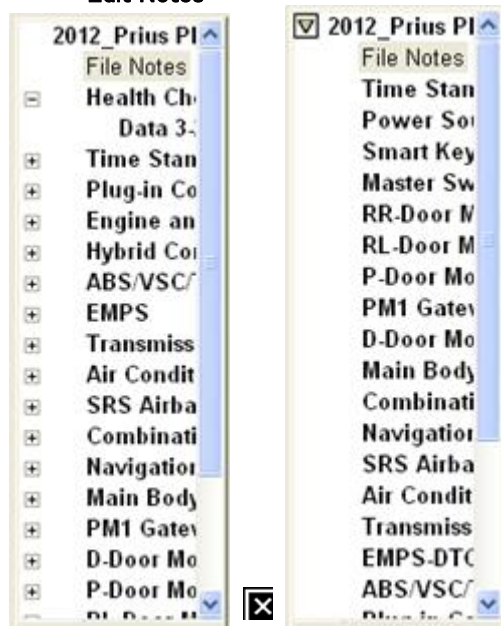 Edit Notes
2012_Prius Pl
File Notes
Health Ch
Data 3-
Time Stan
Plug-in Co
Engine an
Hybrid Co
ABS/VSC/
EMPS
Transmiss
Air Condit
SRS Airba
Combinati
Navigation
Main Body
PM1 Gatew
D-Door Mo
P-Door Mo
2012_Prius Pl
File Notes
Time Stan
Power Sou
Smart Key
Master Sw
RR-Door M
RL-Door M
P-Door Mo
PM1 Gatew
D-Door Mo
Main Body
Combinati
Navigation
SRS Airba
Air Condit
Transmiss
EMPS-DTC
ABS/VSC/